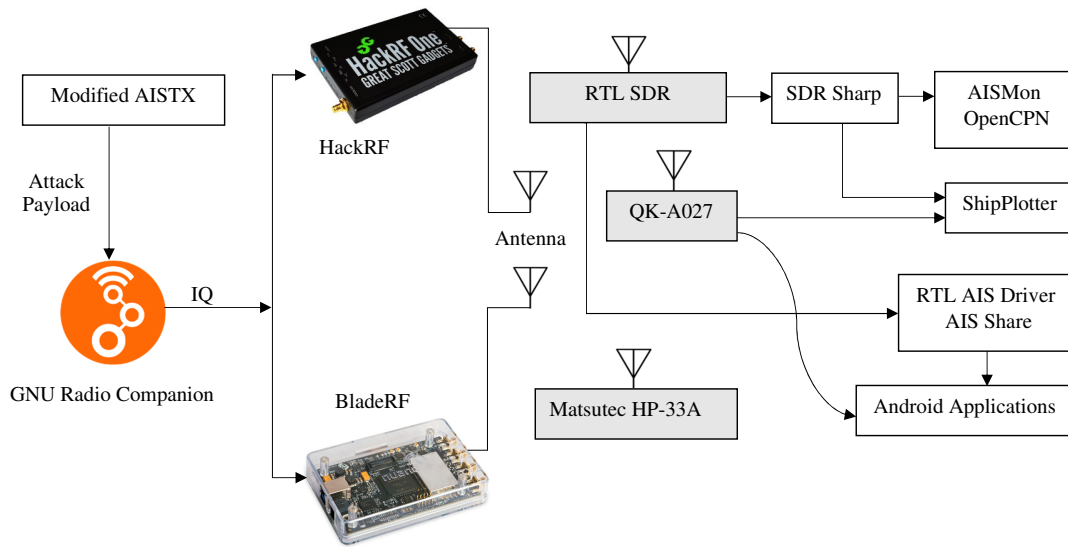 Modified AISTX
Attack
Payload
IQ
GNU Radio Companion
HackRF One
GREAT SCOTT GADGETS
HackRF
Antenna
BladeRF
RTL SDR
SDR Sharp
AISMon
OpenCPN
QK-A027
ShipPlotter
RTL AIS Driver
AIS Share
Matsutec HP-33A
Android Applications